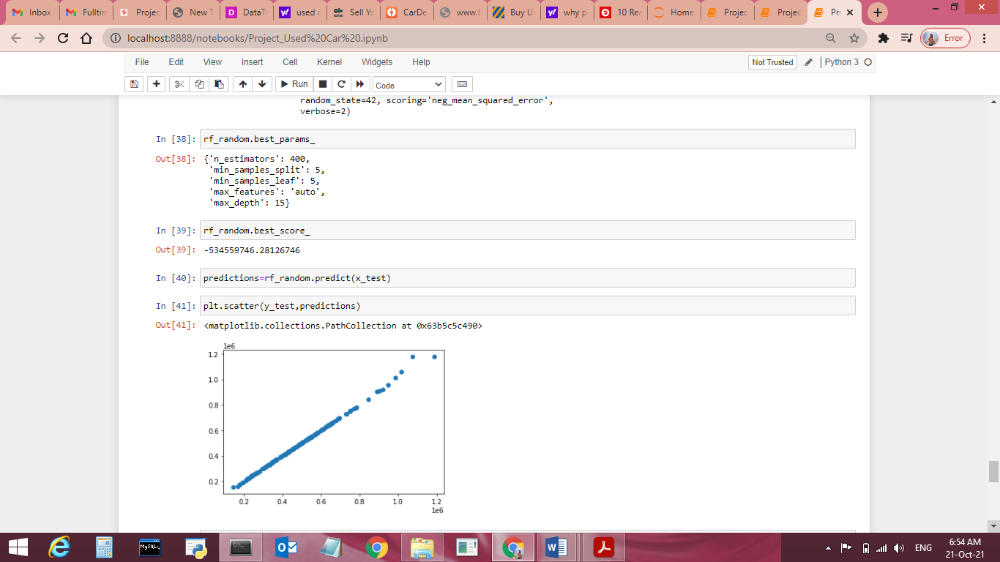 Inbox
Fulltin
Projec
New T
DataTr
used c
Sell Yo
CarDe
www.b
Buy Us
why p
10 Rea
Home
Projec
Projec
Pro
localhost:8888/notebooks/Project_Used%20Car%20.ipynb
Error
File Edit View Insert Cell Kernel Widgets Help
Not Trusted
Python 3
Run
Code
random_state=42, scoring='neg_mean_squared_error',
verbose=2)
In [38]: rf_random.best_params_
Out[38]: {'n_estimators': 400,
'min_samples_split': 5,
'min_samples_leaf': 5,
'max_features': 'auto',
'max_depth': 15}
In [39]: rf_random.best_score_
Out[39]: -534559746.28126746
In [40]: predictions=rf_random.predict(x_test)
In [41]: plt.scatter(y_test,predictions)
Out[41]: <matplotlib.collections.PathCollection at 0x63b5c5c490>
1e6
1.2
1.0
0.8
0.6
0.4
0.2
0.2 0.4 0.6 0.8 1.0 1.2
1e6
MySQL
ENG
6:54 AM
21-Oct-21